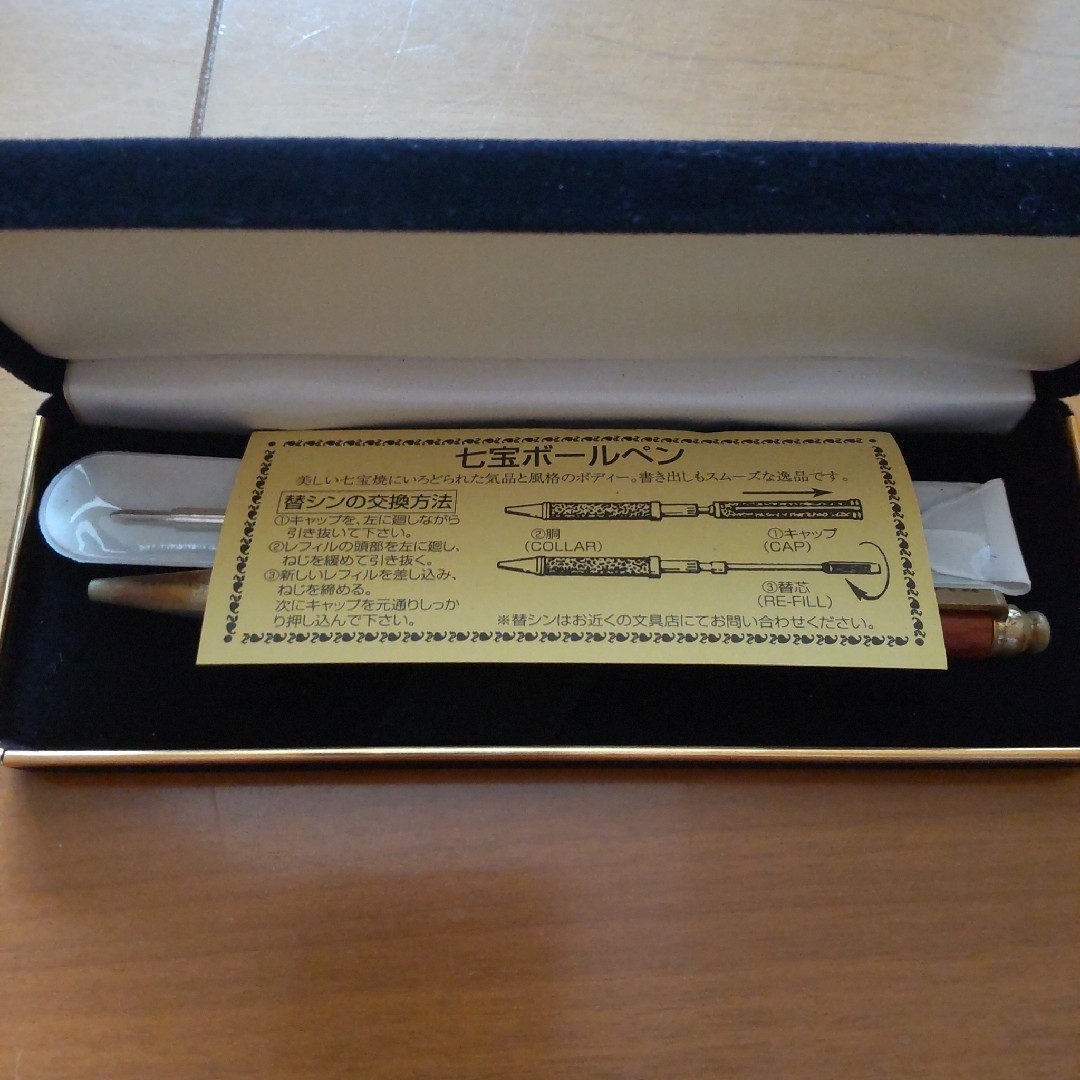 七宝ボールペン
美しい七宝焼にいろどられた気品と風格のボディー。書き出しもスムーズな逸品です。
替シンの交換方法
①キャップを、左に廻しながら
引き抜いて下さい。
②レフィルの頭部を左に廻し、
ねじを緩めて引き抜く。
③新しいレフィルを差し込み、
ねじを締める。
次にキャップを元通りしっか
り押し込んで下さい。
②胴
(COLLAR)
①キャップ
(CAP)
③替芯
(RE-FILL)
※替シンはお近くの文具店にてお問い合わせください。